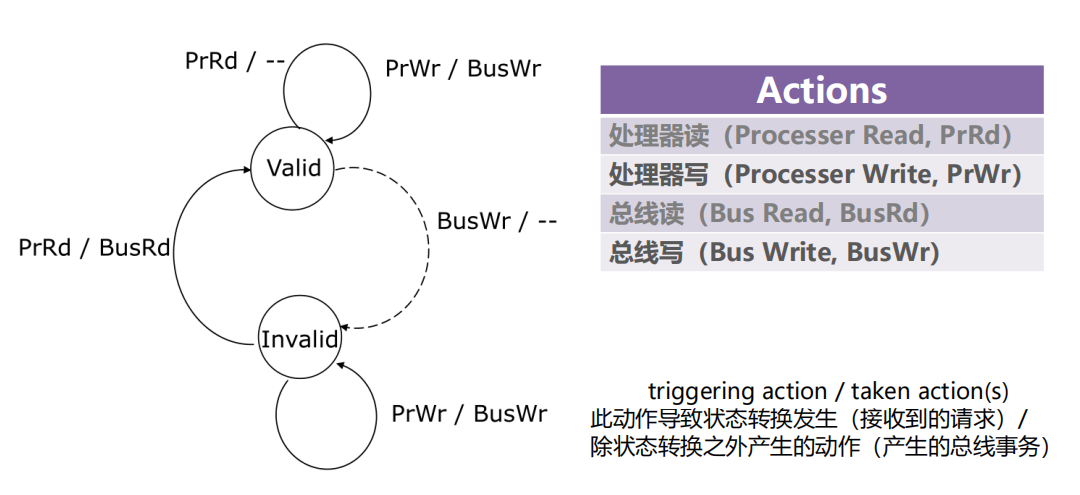 PrRd / --
PrWr / BusWr
Valid
BusWr / --
PrRd / BusRd
Invalid
PrWr / BusWr
Actions
处理器读（Processer Read, PrRd）
处理器写（Processer Write, PrWr）
总线读（Bus Read, BusRd）
总线写（Bus Write, BusWr）
triggering action / taken action(s)
此动作导致状态转换发生（接收到的请求）/
除状态转换之外产生的动作（产生的总线事务）